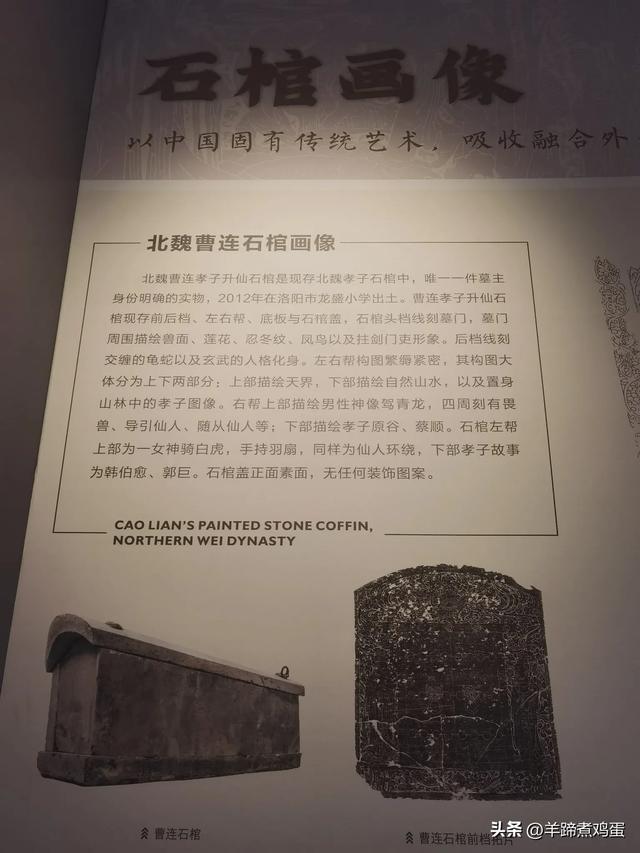 石棺画像
以中国固有传统艺术，吸收融合外
北魏曹连石棺画像
北魏曹连孝子升仙石棺是现存北魏孝子石棺中，唯一一件墓主
身份明确的实物，2012年在洛阳市龙盛小学出土。曹连孝子升仙石
棺现存前后档、左右帮、底板与石棺盖，石棺头档线刻墓门，墓门
周围描绘兽面、莲花、忍冬纹、凤鸟以及拄剑门吏形象。后档线刻
交缠的龟蛇以及玄武的人格化身。左右帮构图繁缛紧密，其构图大
体分为上下两部分；上部描绘天界，下部描绘自然山水，以及置身
山林中的孝子图像。右帮上部描绘男性神像驾青龙，四周刻有畏
兽、导引仙人、随从仙人等；下部描绘孝子原谷、蔡顺。石棺左帮
上部为一女神骑白虎，手持羽扇，同样为仙人环绕，下部孝子故事
为韩伯愈、郭巨。石棺盖正面素面，无任何装饰图案。
CAO LIAN'S PAINTED STONE COFFIN,
NORTHERN WEI DYNASTY
曹连石棺
曹连石棺前档拓片
头条 @羊蹄煮鸡蛋